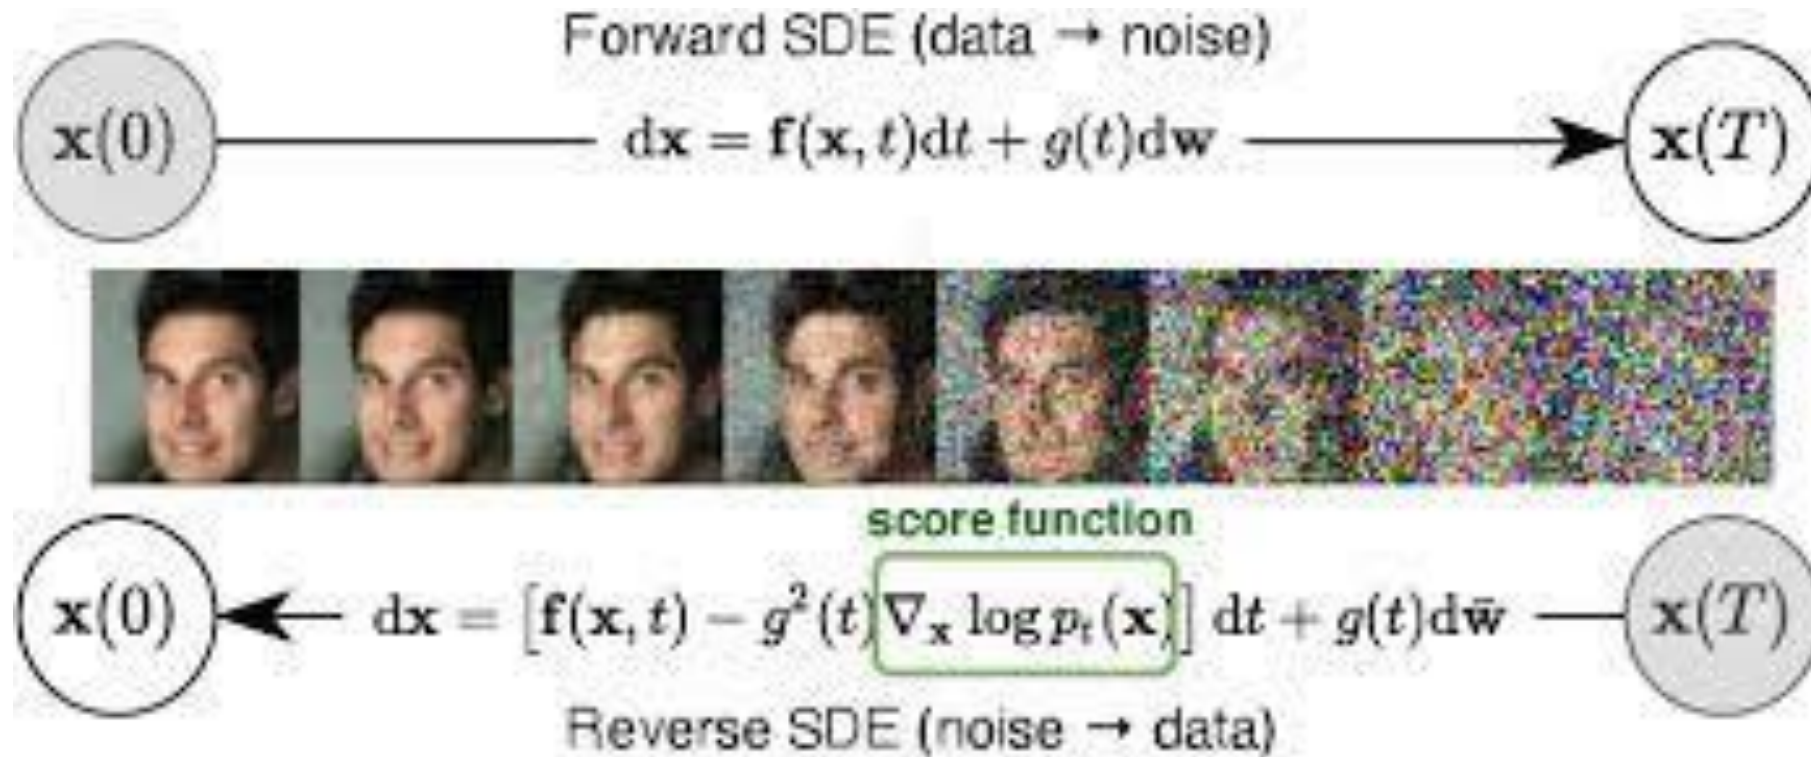 Forward SDE (data → noise)
x(0) dx = f(x, t)dt + g(t)dw x(T)
score function
x(0) dx = [f(x, t) − g²(t)∇ₓ log pₜ(x)] dt + g(t)dw̄ x(T)
Reverse SDE (noise → data)